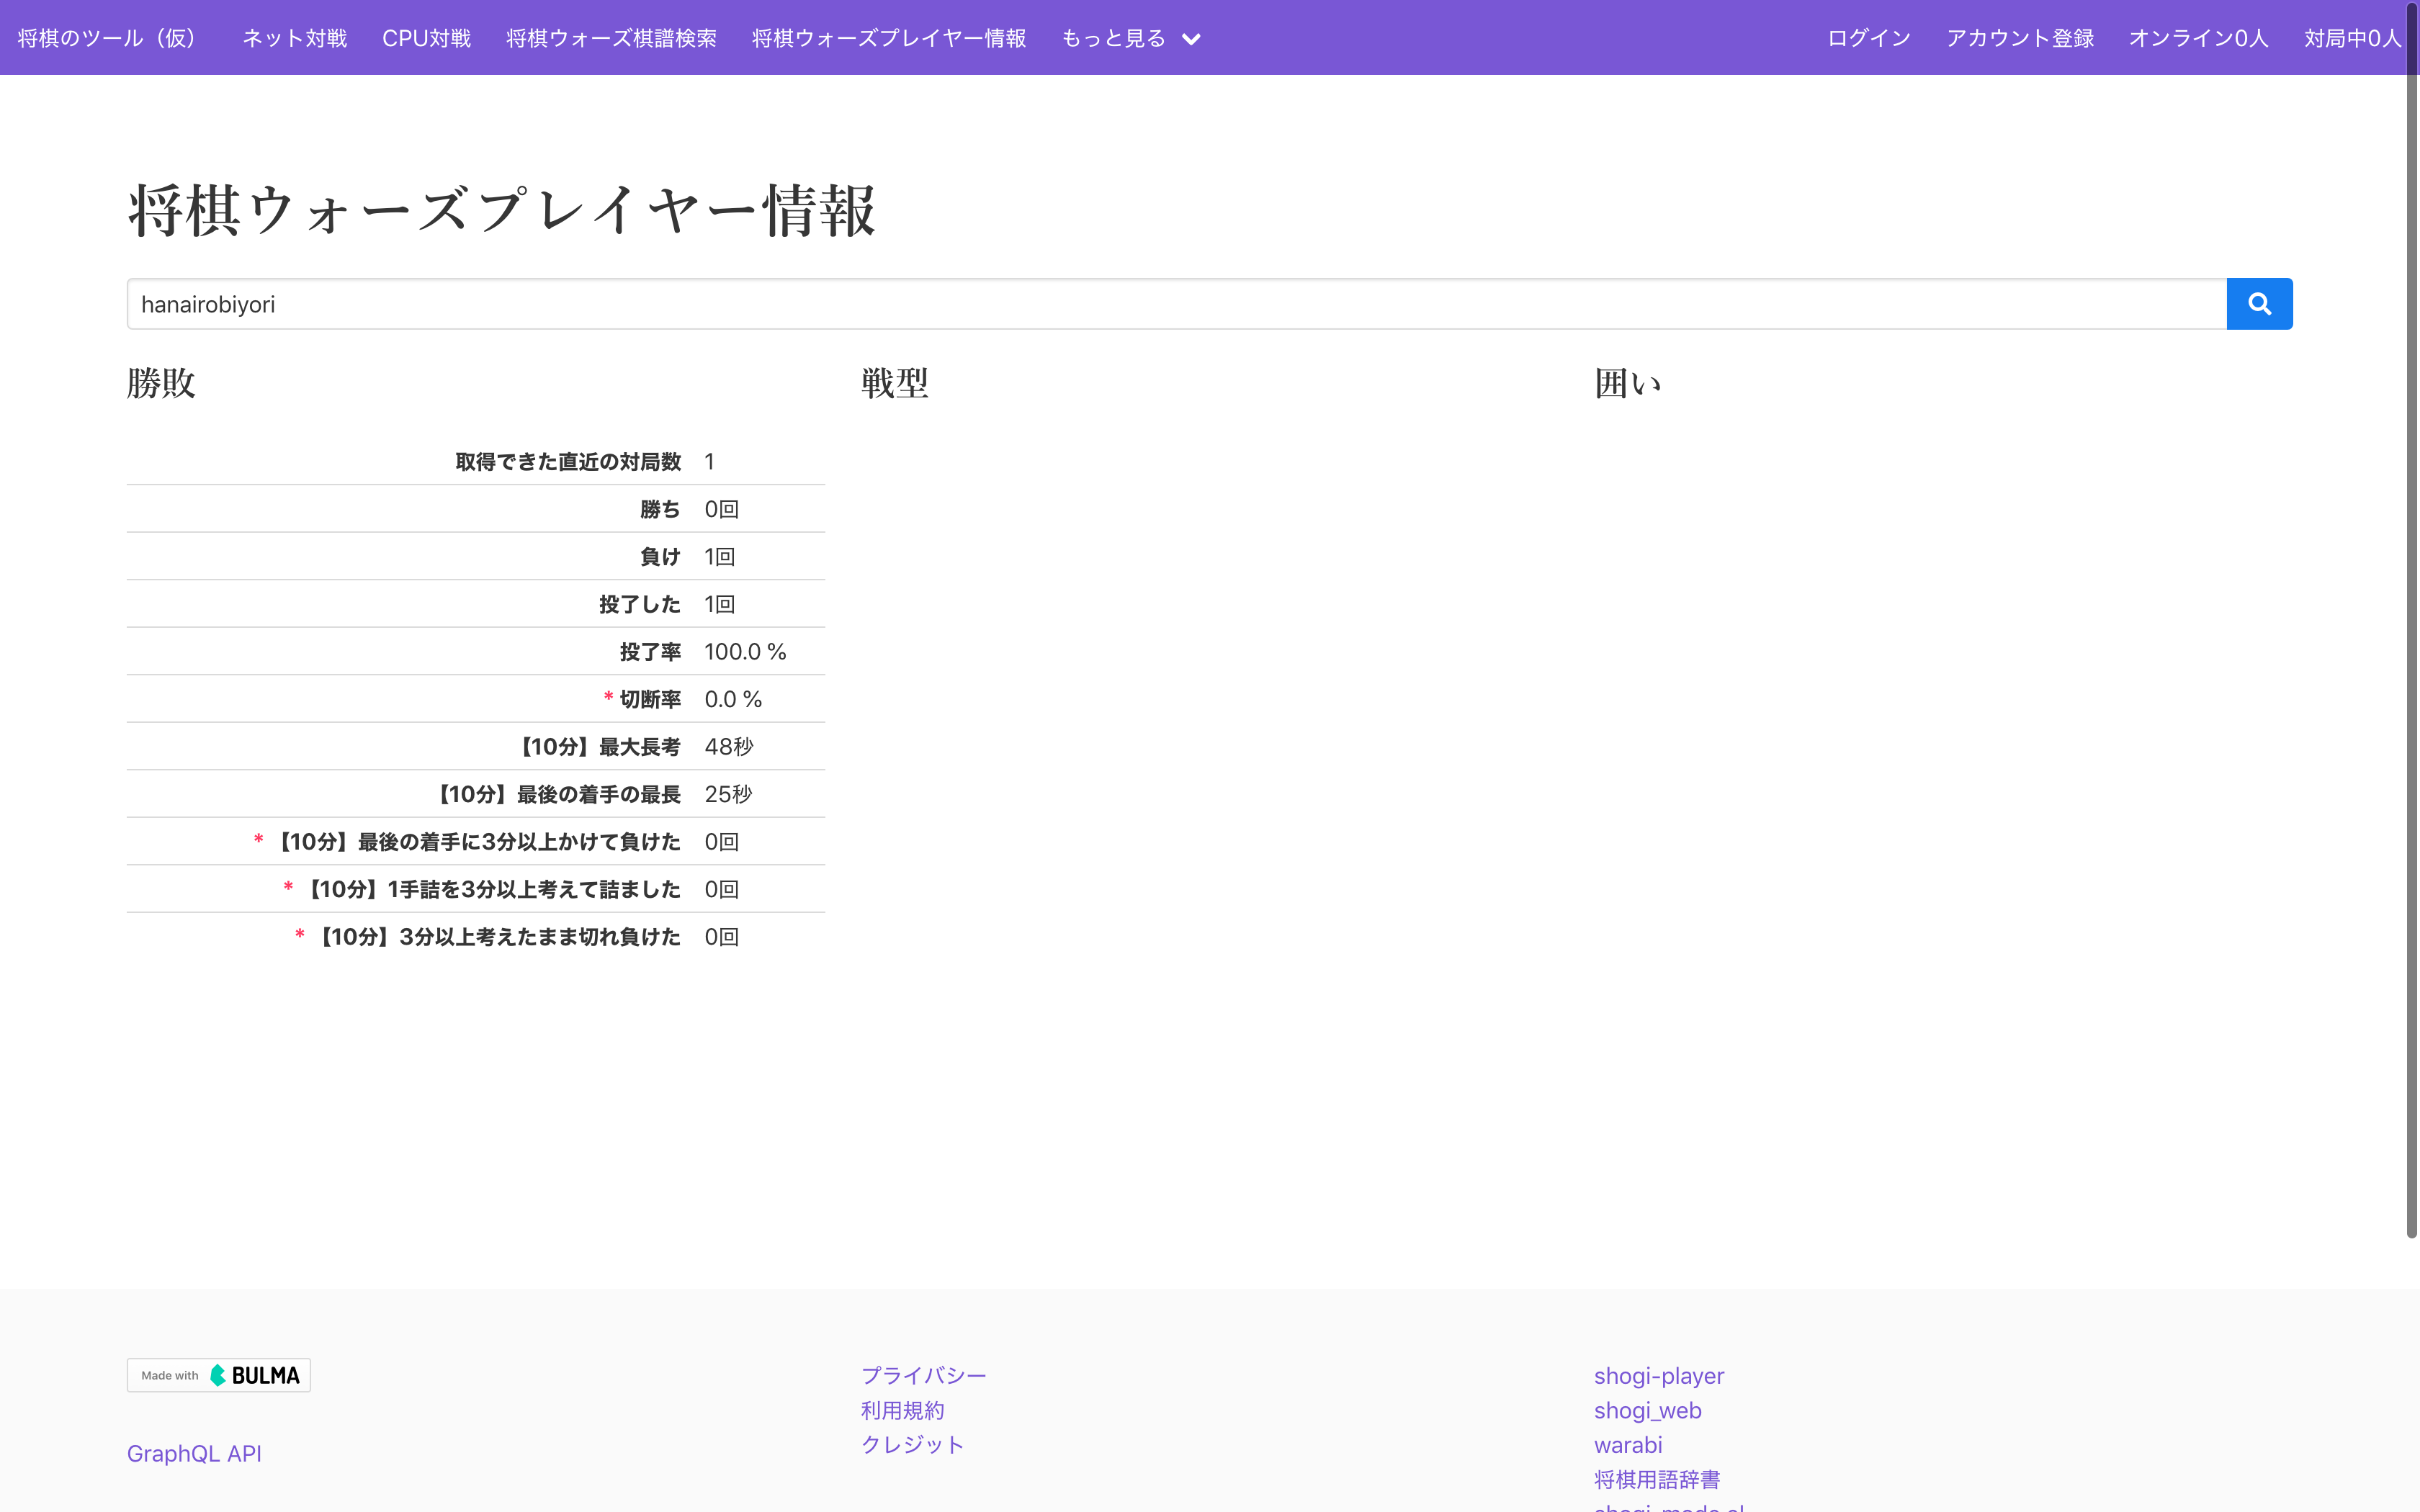 将棋のツール（仮） ネット対戦 CPU対戦 将棋ウォーズ棋譜検索 将棋ウォーズプレイヤー情報 もっと見る ログイン アカウント登録 オンライン0人 対局中0人
将棋ウォーズプレイヤー情報
hanairobiyori
勝敗
取得できた直近の対局数 1
勝ち 0回
負け 1回
投了した 1回
投了率 100.0 %
* 切断率 0.0 %
【10分】最大長考 48秒
【10分】最後の着手の最長 25秒
* 【10分】最後の着手に3分以上かけて負けた 0回
* 【10分】1手詰を3分以上考えて詰ました 0回
* 【10分】3分以上考えたまま切れ負けた 0回
戦型
囲い
Made with BULMA
GraphQL API
プライバシー
利用規約
クレジット
shogi-player
shogi_web
warabi
将棋用語辞書